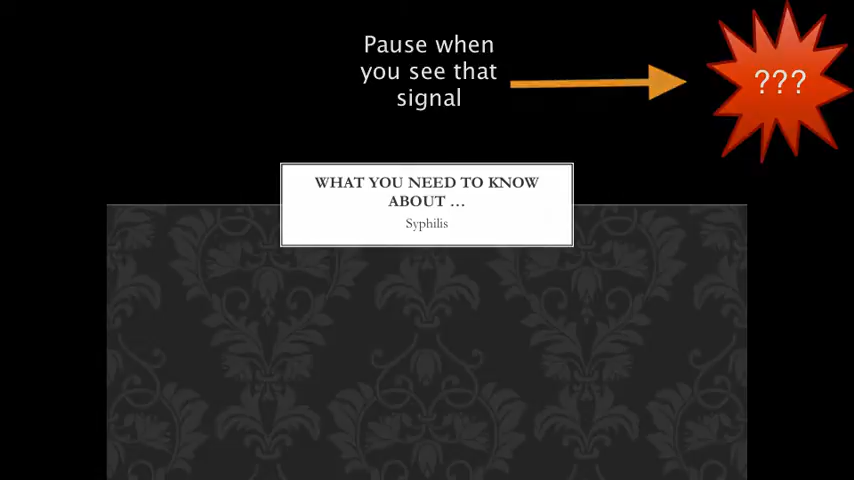 Pause when
you see that
signal
???
WHAT YOU NEED TO KNOW
ABOUT ...
Syphilis